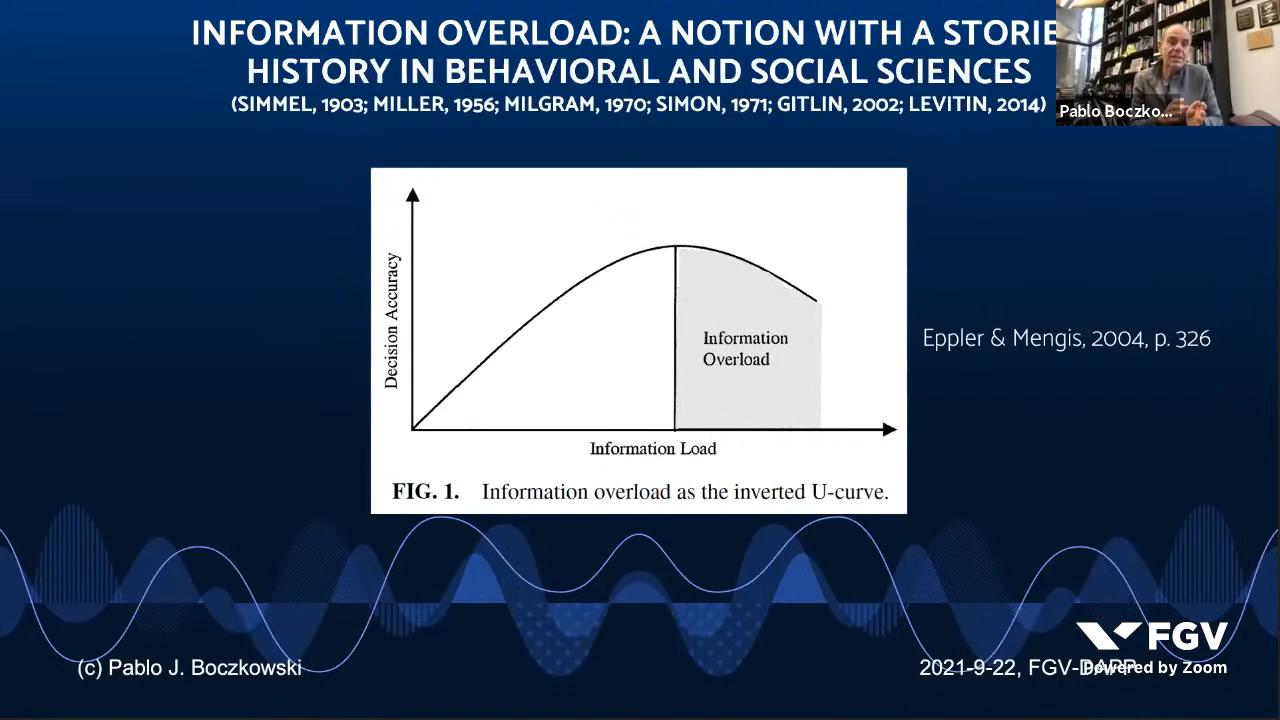 INFORMATION OVERLOAD: A NOTION WITH A STORIE
HISTORY IN BEHAVIORAL AND SOCIAL SCIENCES
(SIMMEL, 1903; MILLER, 1956; MILGRAM, 1970; SIMON, 1971; GITLIN, 2002; LEVITIN, 2014)
Pablo Boczko...
Decision Accuracy
Information
Overload
Information Load
FIG. 1. Information overload as the inverted U-curve.
Eppler & Mengis, 2004, p. 326
FGV
(c) Pablo J. Boczkowski
2021-9-22, FGV-DAPP
Powered by Zoom